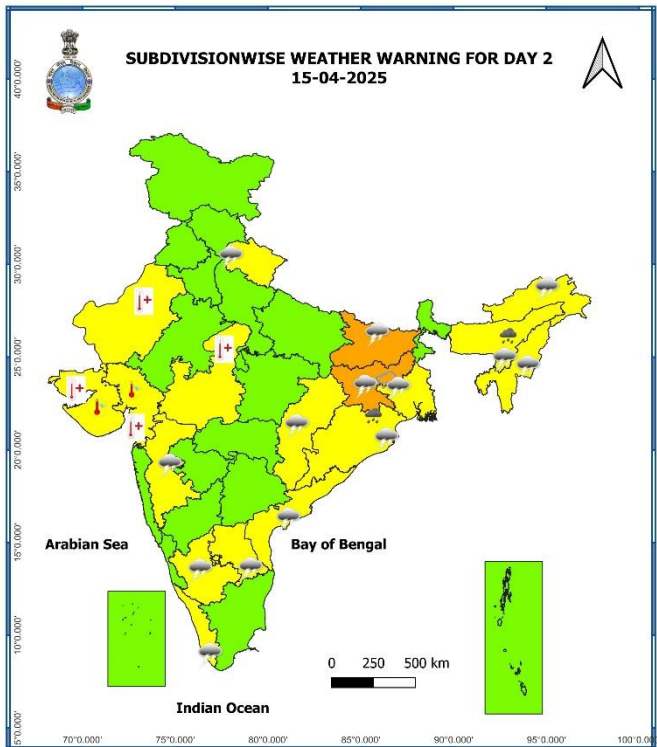 SUBDIVISIONWISE WEATHER WARNING FOR DAY 2
15-04-2025
40°0.000'
35°0.000'
30°0.000'
25°0.000'
20°0.000'
15°0.000'
10°0.000'
5°0.000'
Arabian Sea
Bay of Bengal
0 250 500 km
Indian Ocean
70°0.000' 75°0.000' 80°0.000' 85°0.000' 90°0.000' 95°0.000' 100°0.000'